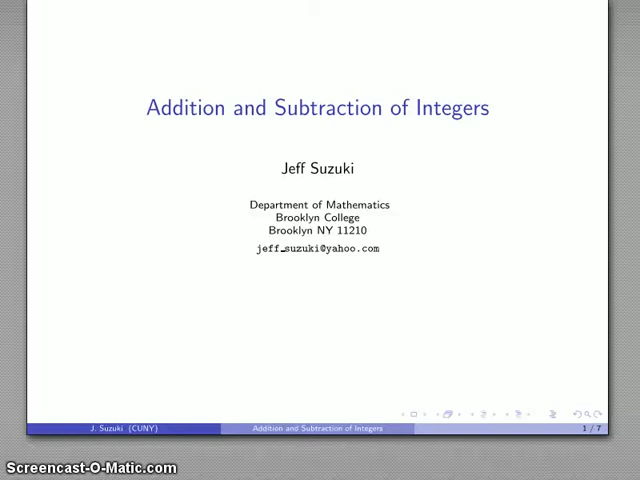 Addition and Subtraction of Integers
Jeff Suzuki
Department of Mathematics
Brooklyn College
Brooklyn NY 11210
jeff_suzuki@yahoo.com
J. Suzuki (CUNY)
Addition and Subtraction of Integers
1 / 7
Screencast-O-Matic.com